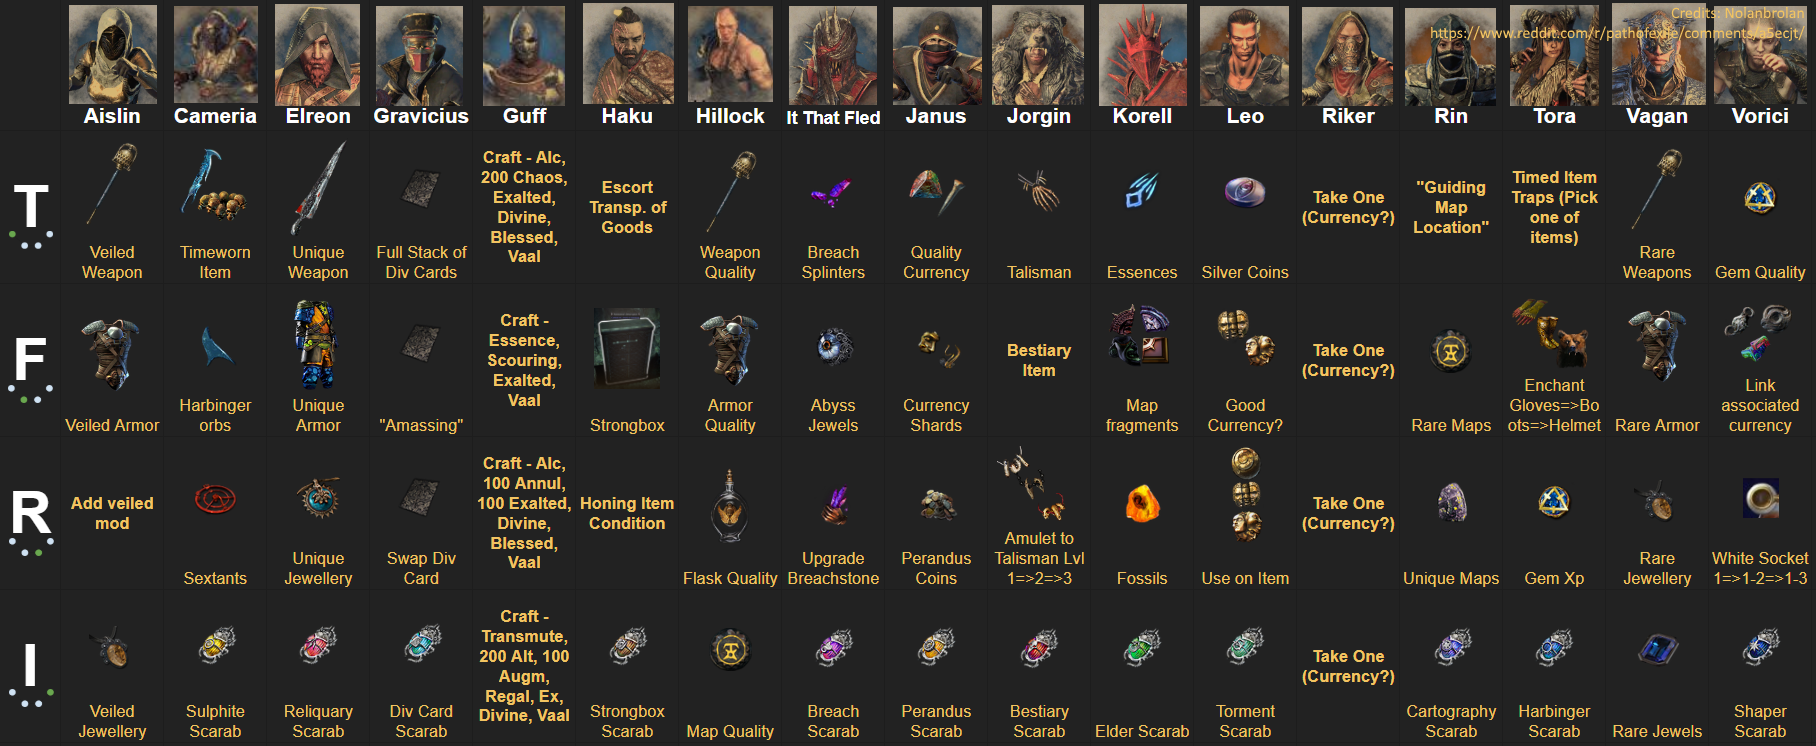 Credits: Nolanbrolan
https://www.reddit.com/r/pathofexile/comments/a5ecjt/
Aislin Cameria Elreon Gravicius Guff Haku Hillock It That Fled Janus Jorgin Korell Leo Riker Rin Tora Vagan Vorici
T
Veiled
Weapon
Timeworn
Item
Unique
Weapon
Full Stack of
Div Cards
Craft - Alc,
200 Chaos,
Exalted,
Divine,
Blessed,
Vaal
Escort
Transp. of
Goods
Weapon
Quality
Breach
Splinters
Quality
Currency
Talisman
Essences
Silver Coins
Take One
(Currency?)
"Guiding
Map
Location"
Timed Item
Traps (Pick
one of
items)
Rare
Weapons
Gem Quality
F
Veiled Armor
Harbinger
orbs
Unique
Armor
"Amassing"
Craft -
Essence,
Scouring,
Exalted,
Vaal
Strongbox
Armor
Quality
Abyss
Jewels
Currency
Shards
Bestiary
Item
Map
fragments
Good
Currency?
Take One
(Currency?)
Rare Maps
Enchant
Gloves=>Bo
ots=>Helmet
Rare Armor
Link
associated
currency
R
Add veiled
mod
Sextants
Unique
Jewellery
Swap Div
Card
Craft - Alc,
100 Annul,
100 Exalted,
Divine,
Blessed,
Vaal
Honing Item
Condition
Flask Quality
Upgrade
Breachstone
Perandus
Coins
Amulet to
Talisman Lvl
1=>2=>3
Fossils
Use on Item
Take One
(Currency?)
Unique Maps
Gem Xp
Rare
Jewellery
White Socket
1=>1-2=>1-3
I
Veiled
Jewellery
Sulphite
Scarab
Reliquary
Scarab
Div Card
Scarab
Craft -
Transmute,
200 Alt, 100
Augm,
Regal, Ex,
Divine, Vaal
Strongbox
Scarab
Map Quality
Breach
Scarab
Perandus
Scarab
Bestiary
Scarab
Elder Scarab
Torment
Scarab
Take One
(Currency?)
Cartography
Scarab
Harbinger
Scarab
Rare Jewels
Shaper
Scarab